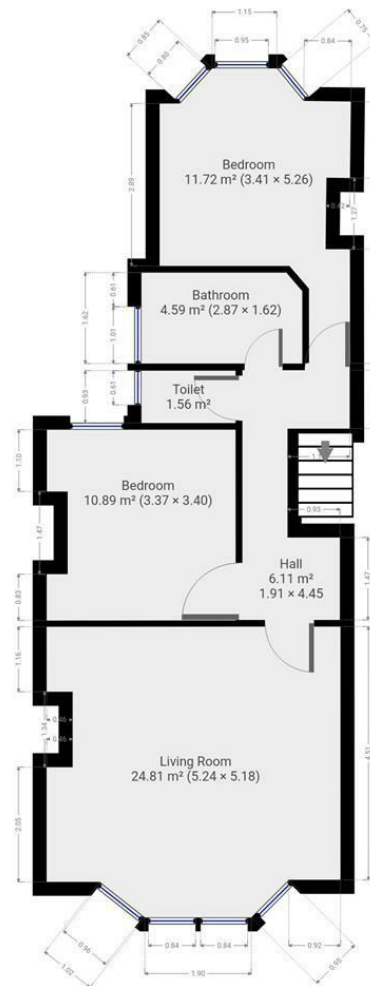 1.15
0.95
0.84
0.75
0.85
0.80
Bedroom
11.72 m² (3.41 × 5.26)
2.89
0.42
1.27
Bathroom
4.59 m² (2.87 × 1.62)
0.61
1.62
1.01
Toilet
1.56 m²
0.61
0.93
1.10
Bedroom
10.89 m² (3.37 × 3.40)
1.47
0.83
0.93
Hall
6.11 m²
1.91 × 4.45
1.47
1.16
0.46
1.34
0.46
Living Room
24.81 m² (5.24 × 5.18)
4.51
2.05
0.96
1.02
0.84
0.84
1.90
0.92
0.95